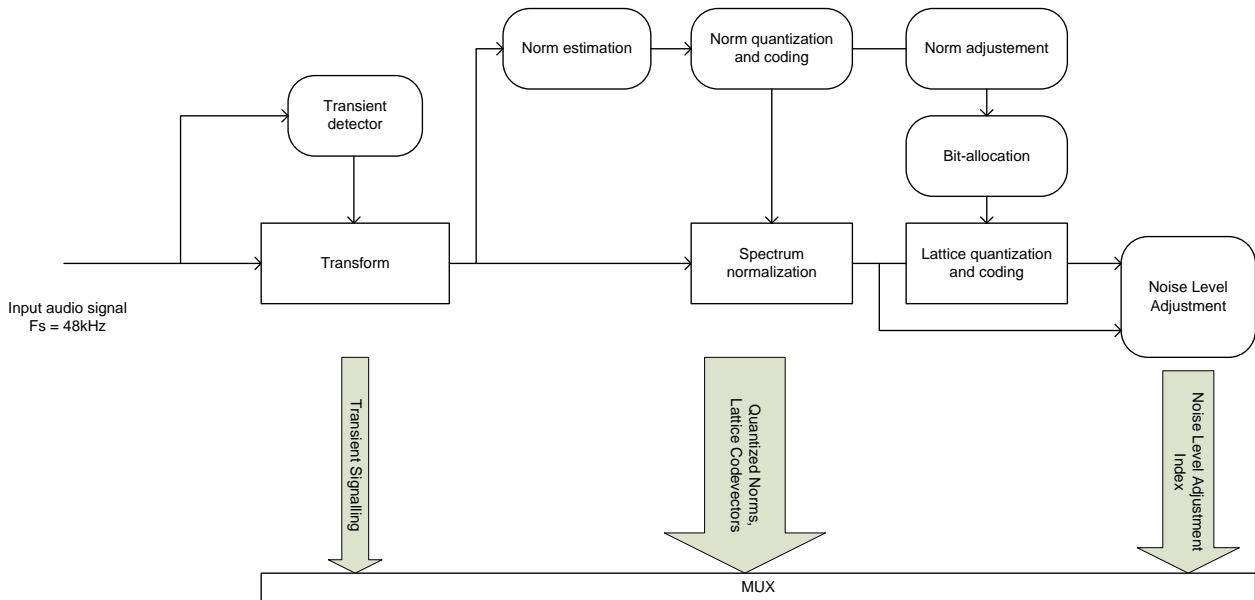 Norm estimation
Norm quantization
and coding
Norm adjustement
Transient
detector
Bit-allocation
Transform
Spectrum
normalization
Lattice quantization
and coding
Noise Level
Adjustment
Input audio signal
Fs = 48kHz
Transient Signalling
Quantized Norms,
Lattice Codevectors
Noise Level Adjustment
Index
MUX